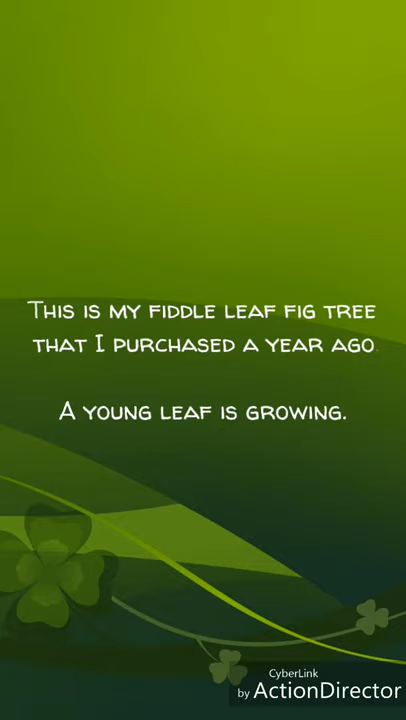 This is my fiddle leaf fig tree
that I purchased a year ago.
A young leaf is growing.
CyberLink
by ActionDirector